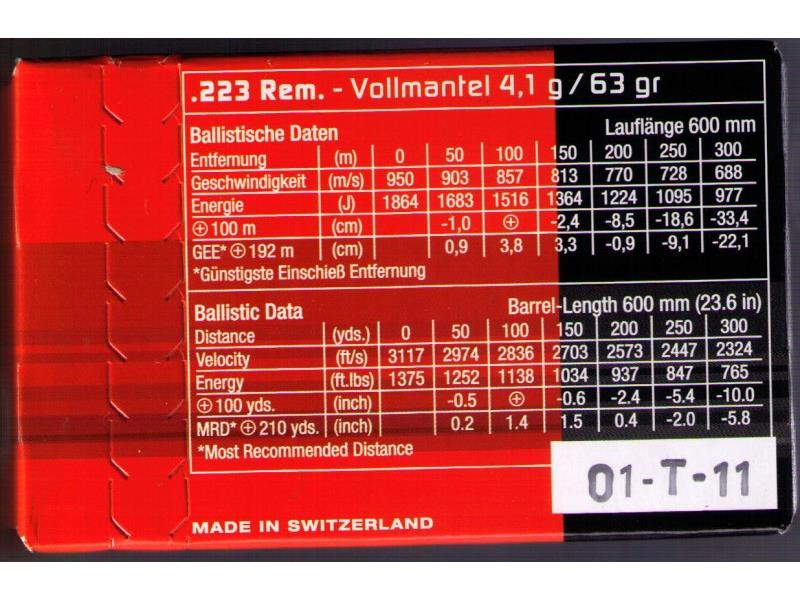 .223 Rem. - Vollmantel 4,1 g / 63 gr
Ballistische Daten Lauflänge 600 mm
Entfernung (m) 0 50 100 150 200 250 300
Geschwindigkeit (m/s) 950 903 857 813 770 728 688
Energie (J) 1864 1683 1516 1364 1224 1095 977
⊕ 100 m (cm) -1,0 ⊕ -2,4 -8,5 -18,6 -33,4
GEE* ⊕ 192 m (cm) 0,9 3,8 3,3 -0,9 -9,1 -22,1
*Günstigste Einschieß Entfernung
Ballistic Data Barrel-Length 600 mm (23.6 in)
Distance (yds.) 0 50 100 150 200 250 300
Velocity (ft/s) 3117 2974 2836 2703 2573 2447 2324
Energy (ft.lbs) 1375 1252 1138 1034 937 847 765
⊕ 100 yds. (inch) -0.5 ⊕ -0.6 -2.4 -5.4 -10.0
MRD* ⊕ 210 yds. (inch) 0.2 1.4 1.5 0.4 -2.0 -5.8
*Most Recommended Distance
01-T-11
MADE IN SWITZERLAND